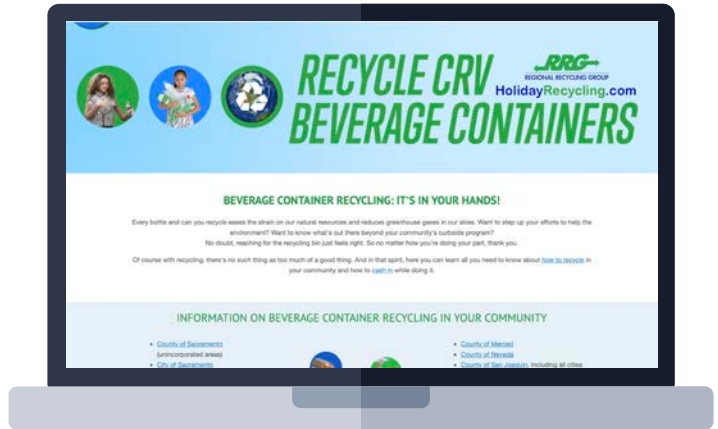 RECYCLE CRV
BEVERAGE CONTAINERS
RRG
REGIONAL RECYCLING GROUP
HolidayRecycling.com
BEVERAGE CONTAINER RECYCLING: IT'S IN YOUR HANDS!
Every bottle and can you recycle eases the strain on our natural resources and reduces greenhouse gases in our skies. Want to step up your efforts to help the
environment? Want to know what's out there beyond your community's curbside program?
No doubt, reaching for the recycling bin just feels right. So no matter how you're doing your part, thank you.
Of course with recycling, there's no such thing as too much of a good thing. And in that spirit, here you can learn all you need to know about how to recycle in
your community and how to cash in while doing it.
INFORMATION ON BEVERAGE CONTAINER RECYCLING IN YOUR COMMUNITY
County of Sacramento
(unincorporated areas)
City of Sacramento
County of Merced
County of Nevada
County of San Joaquin, including all cities